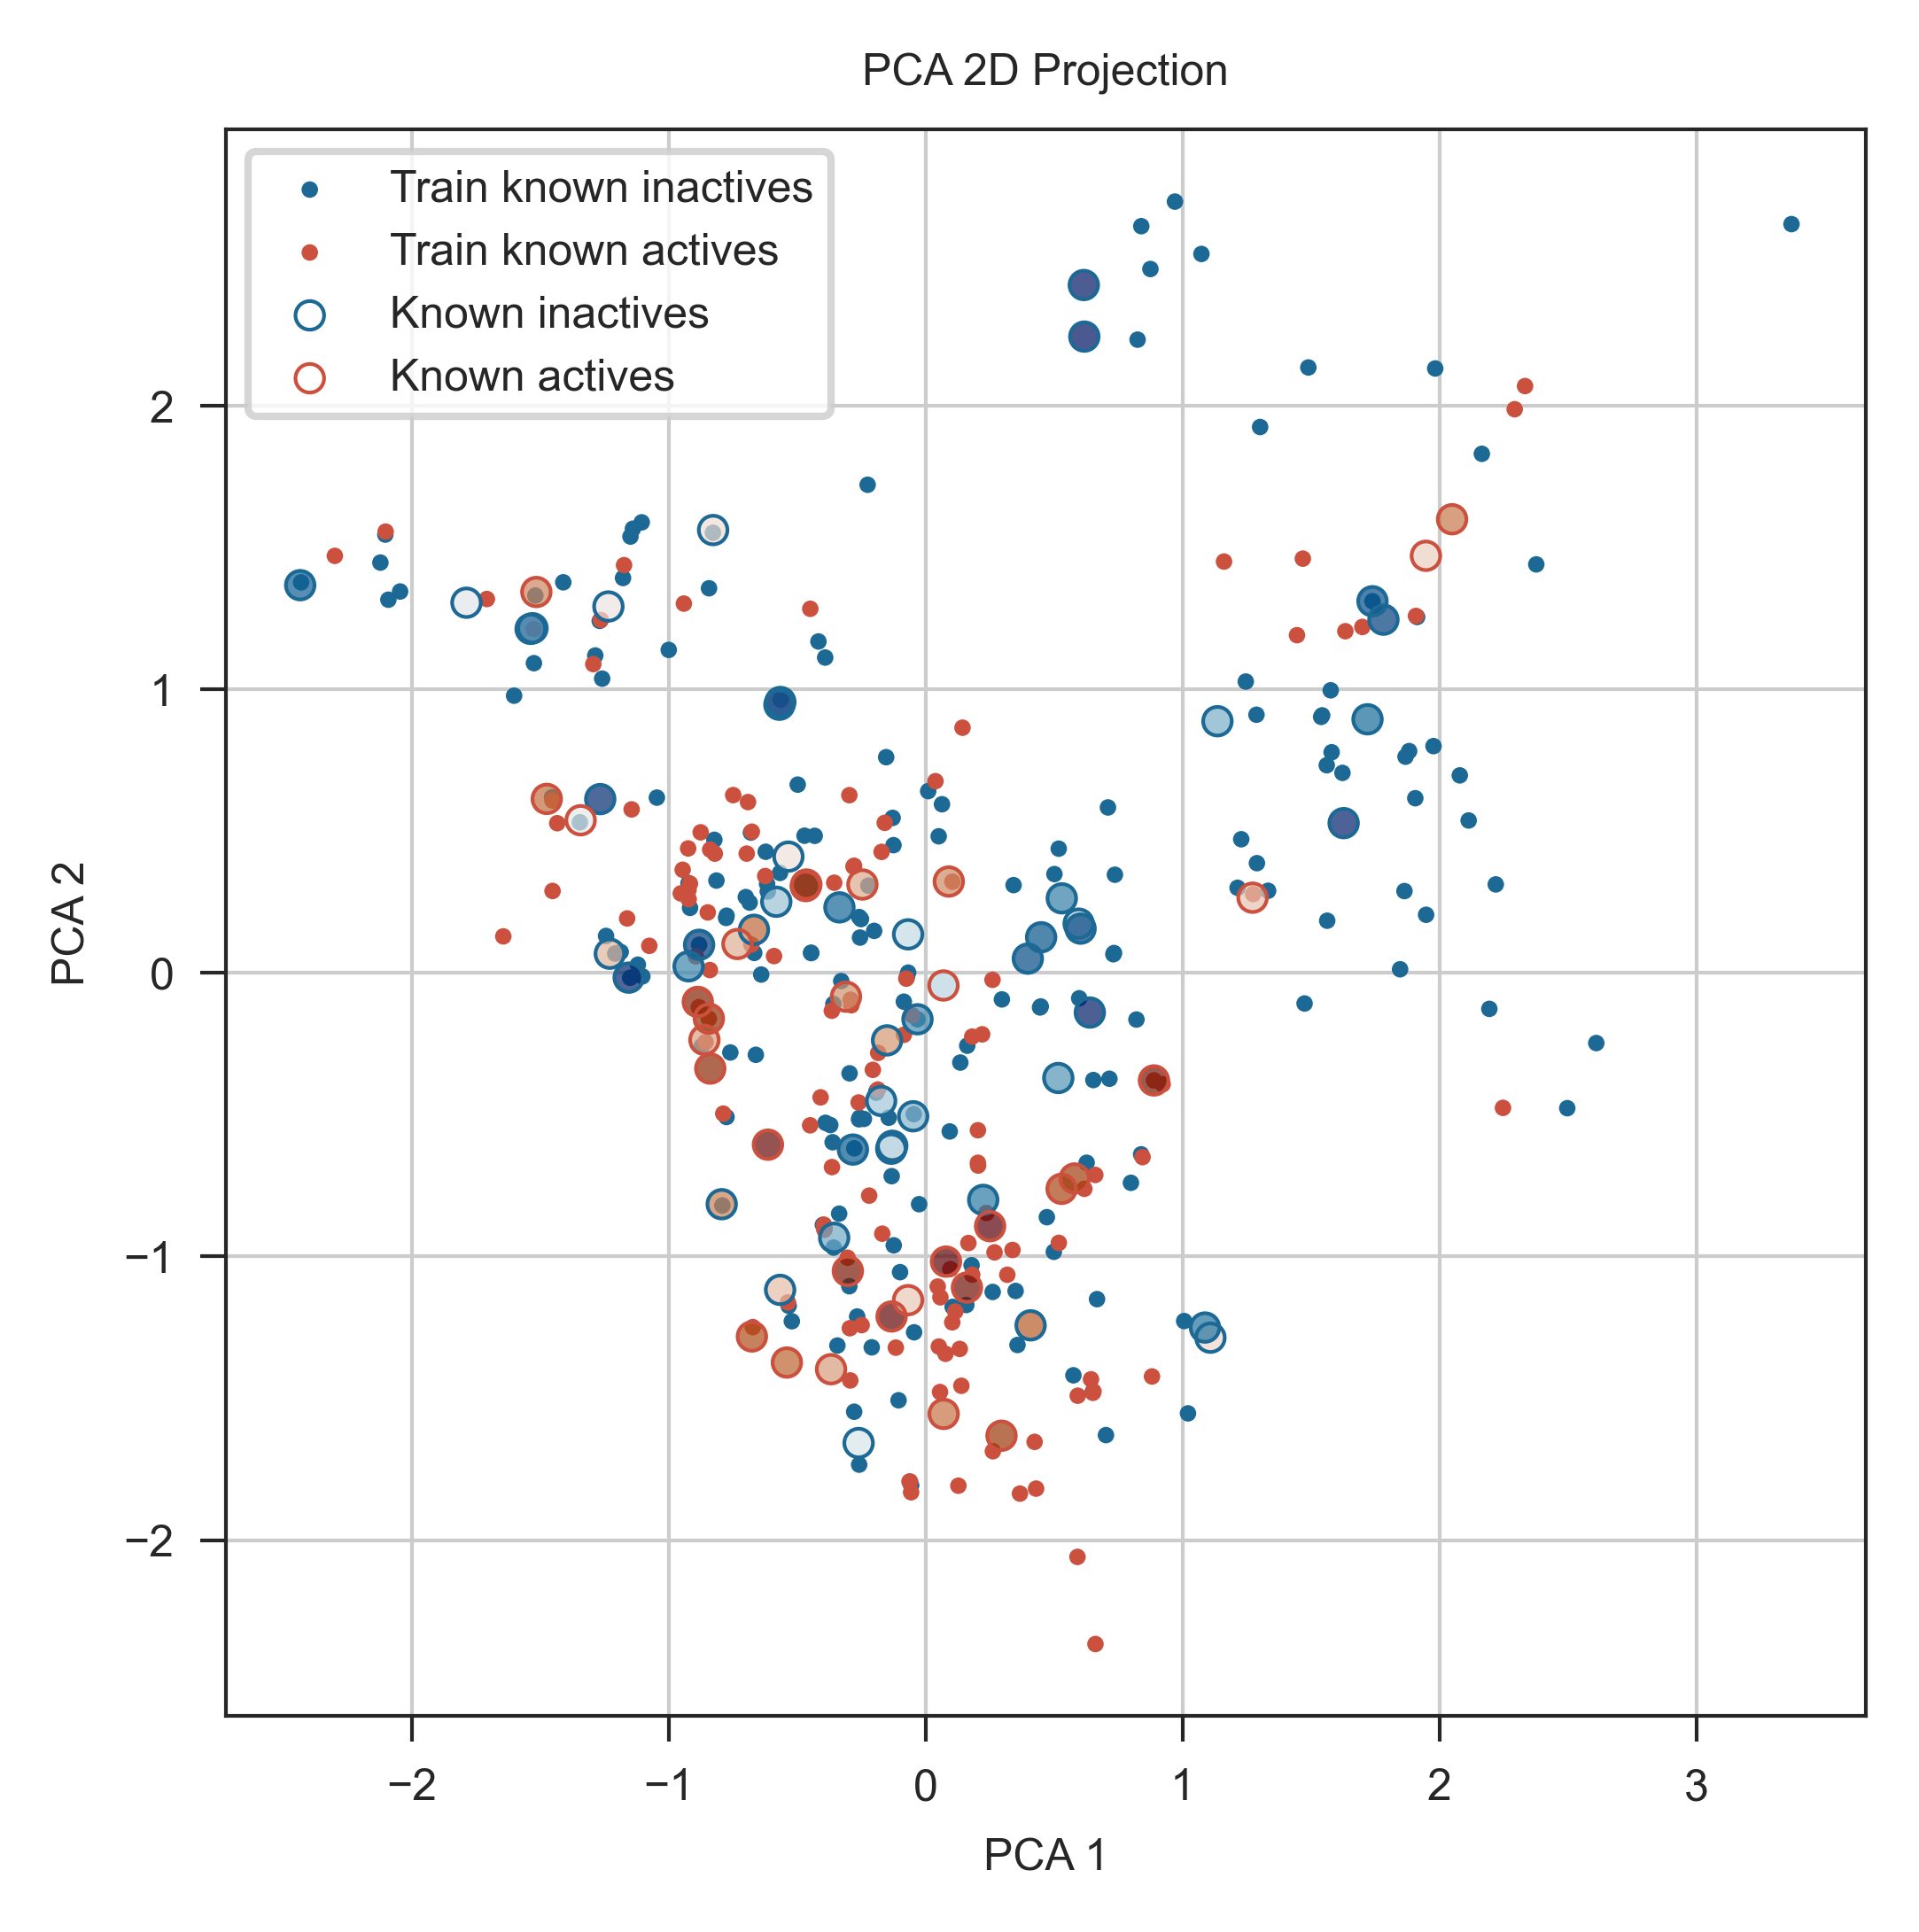 PCA 2D Projection
Train known inactives
Train known actives
Known inactives
Known actives
2
1
0
−1
−2
PCA 2
−2
−1
0
1
2
3
PCA 1